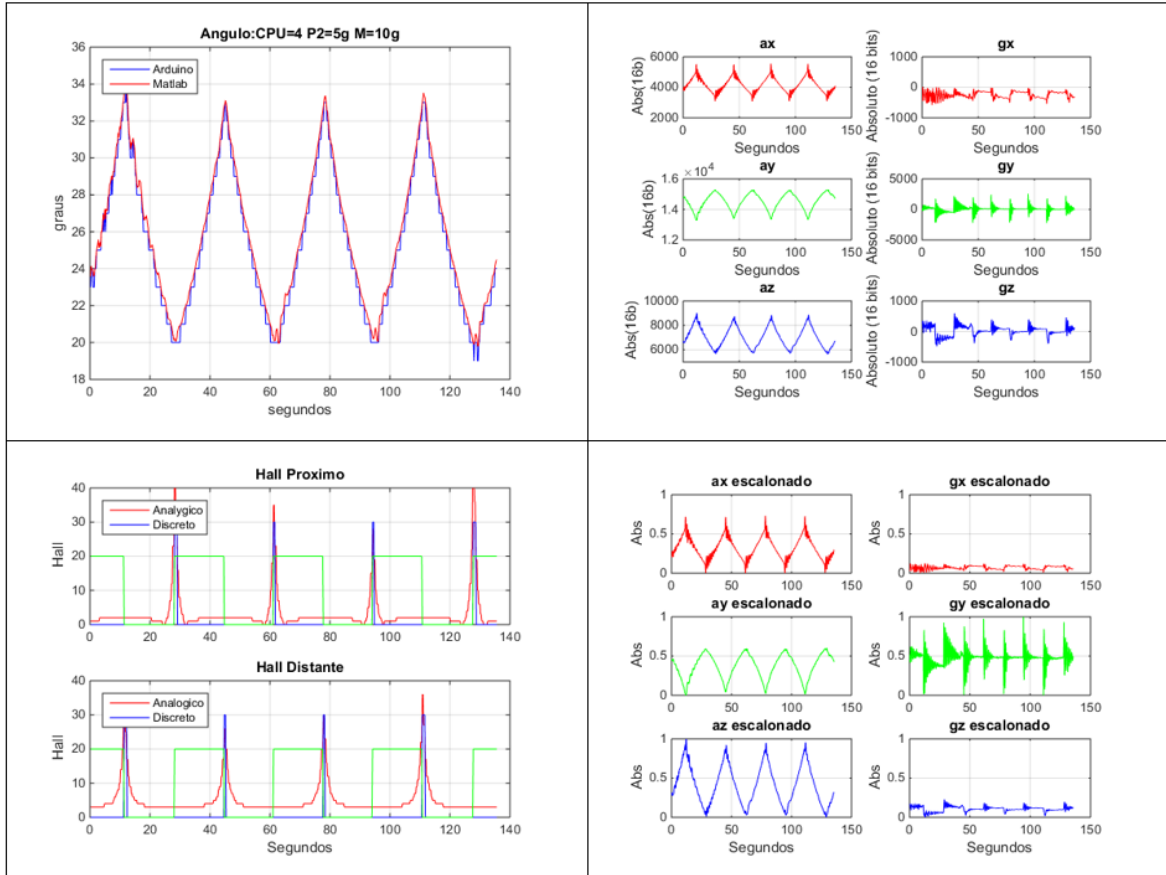 Angulo:CPU=4 P2=5g M=10g
Arduino
Matlab
graus
36
34
32
30
28
26
24
22
20
18
0 20 40 60 80 100 120 140
segundos
ax
Abs(16b)
6000
4000
2000
0 50 100 150
Segundos
gx
Absoluto (16 bits)
1000
0
-1000
0 50 100 150
Segundos
ay
× 10^4
Abs(16b)
1.6
1.4
1.2
0 50 100 150
Segundos
gy
Absoluto (16 bits)
5000
0
-5000
0 50 100 150
Segundos
az
Abs(16b)
10000
8000
6000
0 50 100 150
Segundos
gz
Absoluto (16 bits)
1000
0
-1000
0 50 100 150
Segundos
Hall Proximo
Analygico
Discreto
Hall
40
30
20
10
0
0 20 40 60 80 100 120 140
Hall Distante
Analogico
Discreto
Hall
40
30
20
10
0
0 20 40 60 80 100 120 140
Segundos
ax escalonado
Abs
1
0.5
0
0 50 100 150
gx escalonado
Abs
1
0.5
0
0 50 100 150
ay escalonado
Abs
1
0.5
0
0 50 100 150
gy escalonado
Abs
1
0.5
0
0 50 100 150
az escalonado
Abs
1
0.5
0
0 50 100 150
Segundos
gz escalonado
Abs
1
0.5
0
0 50 100 150
Segundos